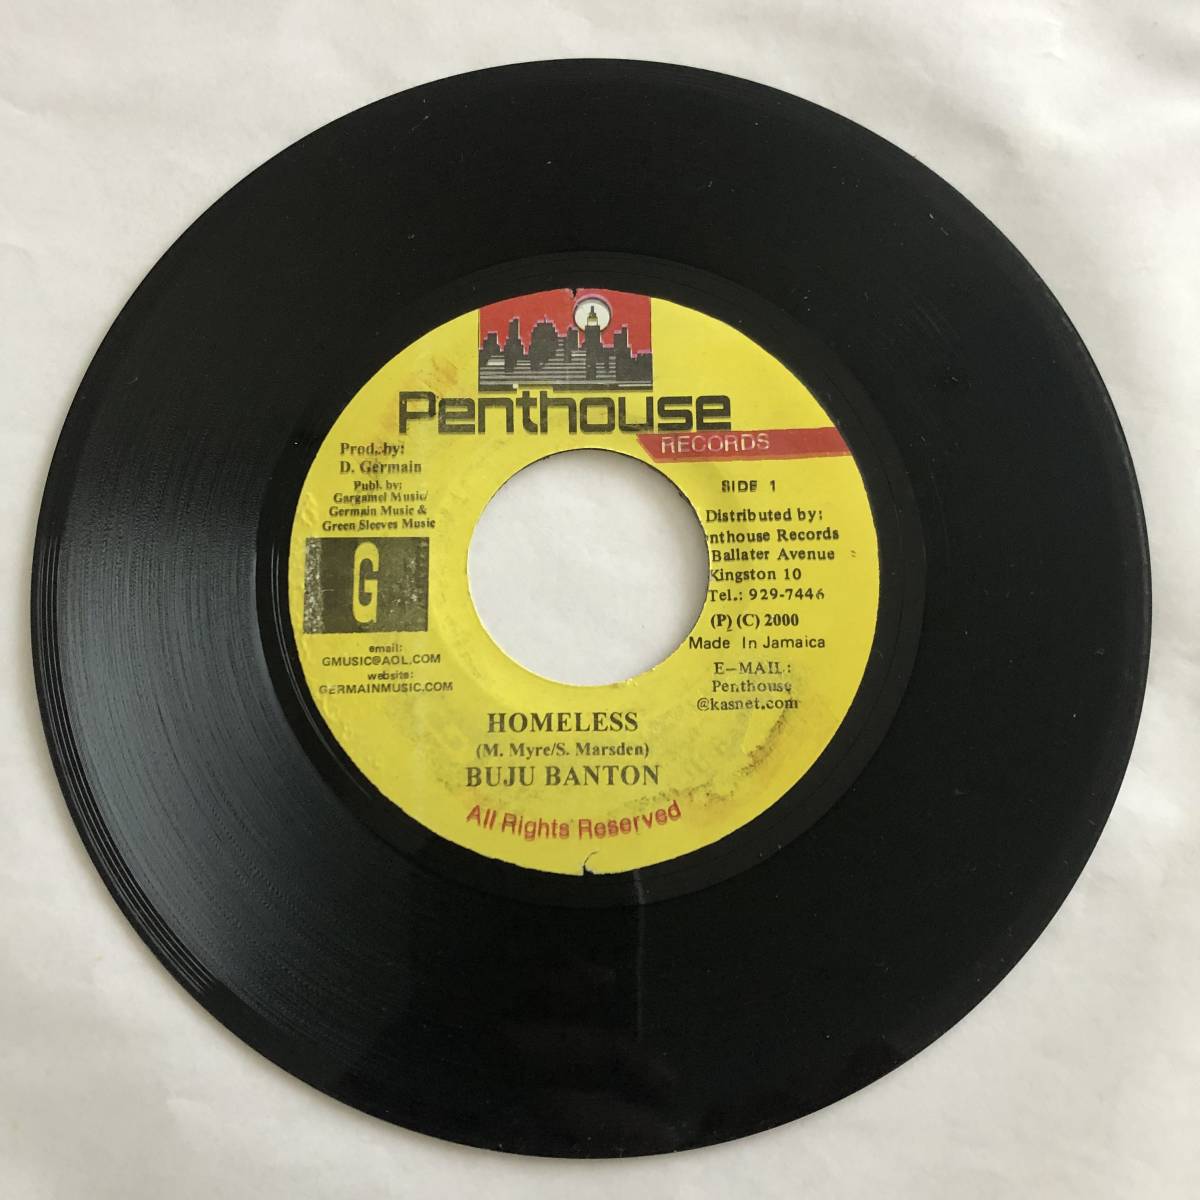 Penthouse
RECORDS
Prod. by:
D. Germain
Publ. by:
Gargamel Music/
Germain Music &
Green Sleeves Music
G
email:
GMUSIC@AOL.COM
website:
GERMAINMUSIC.COM
SIDE 1
Distributed by:
nthouse Records
Ballater Avenue
Kingston 10
Tel.: 929-7446
(P) (C) 2000
Made In Jamaica
E-MAIL:
Penthouse
@kasnet.com
HOMELESS
(M. Myre/S. Marsden)
BUJU BANTON
All Rights Reserved